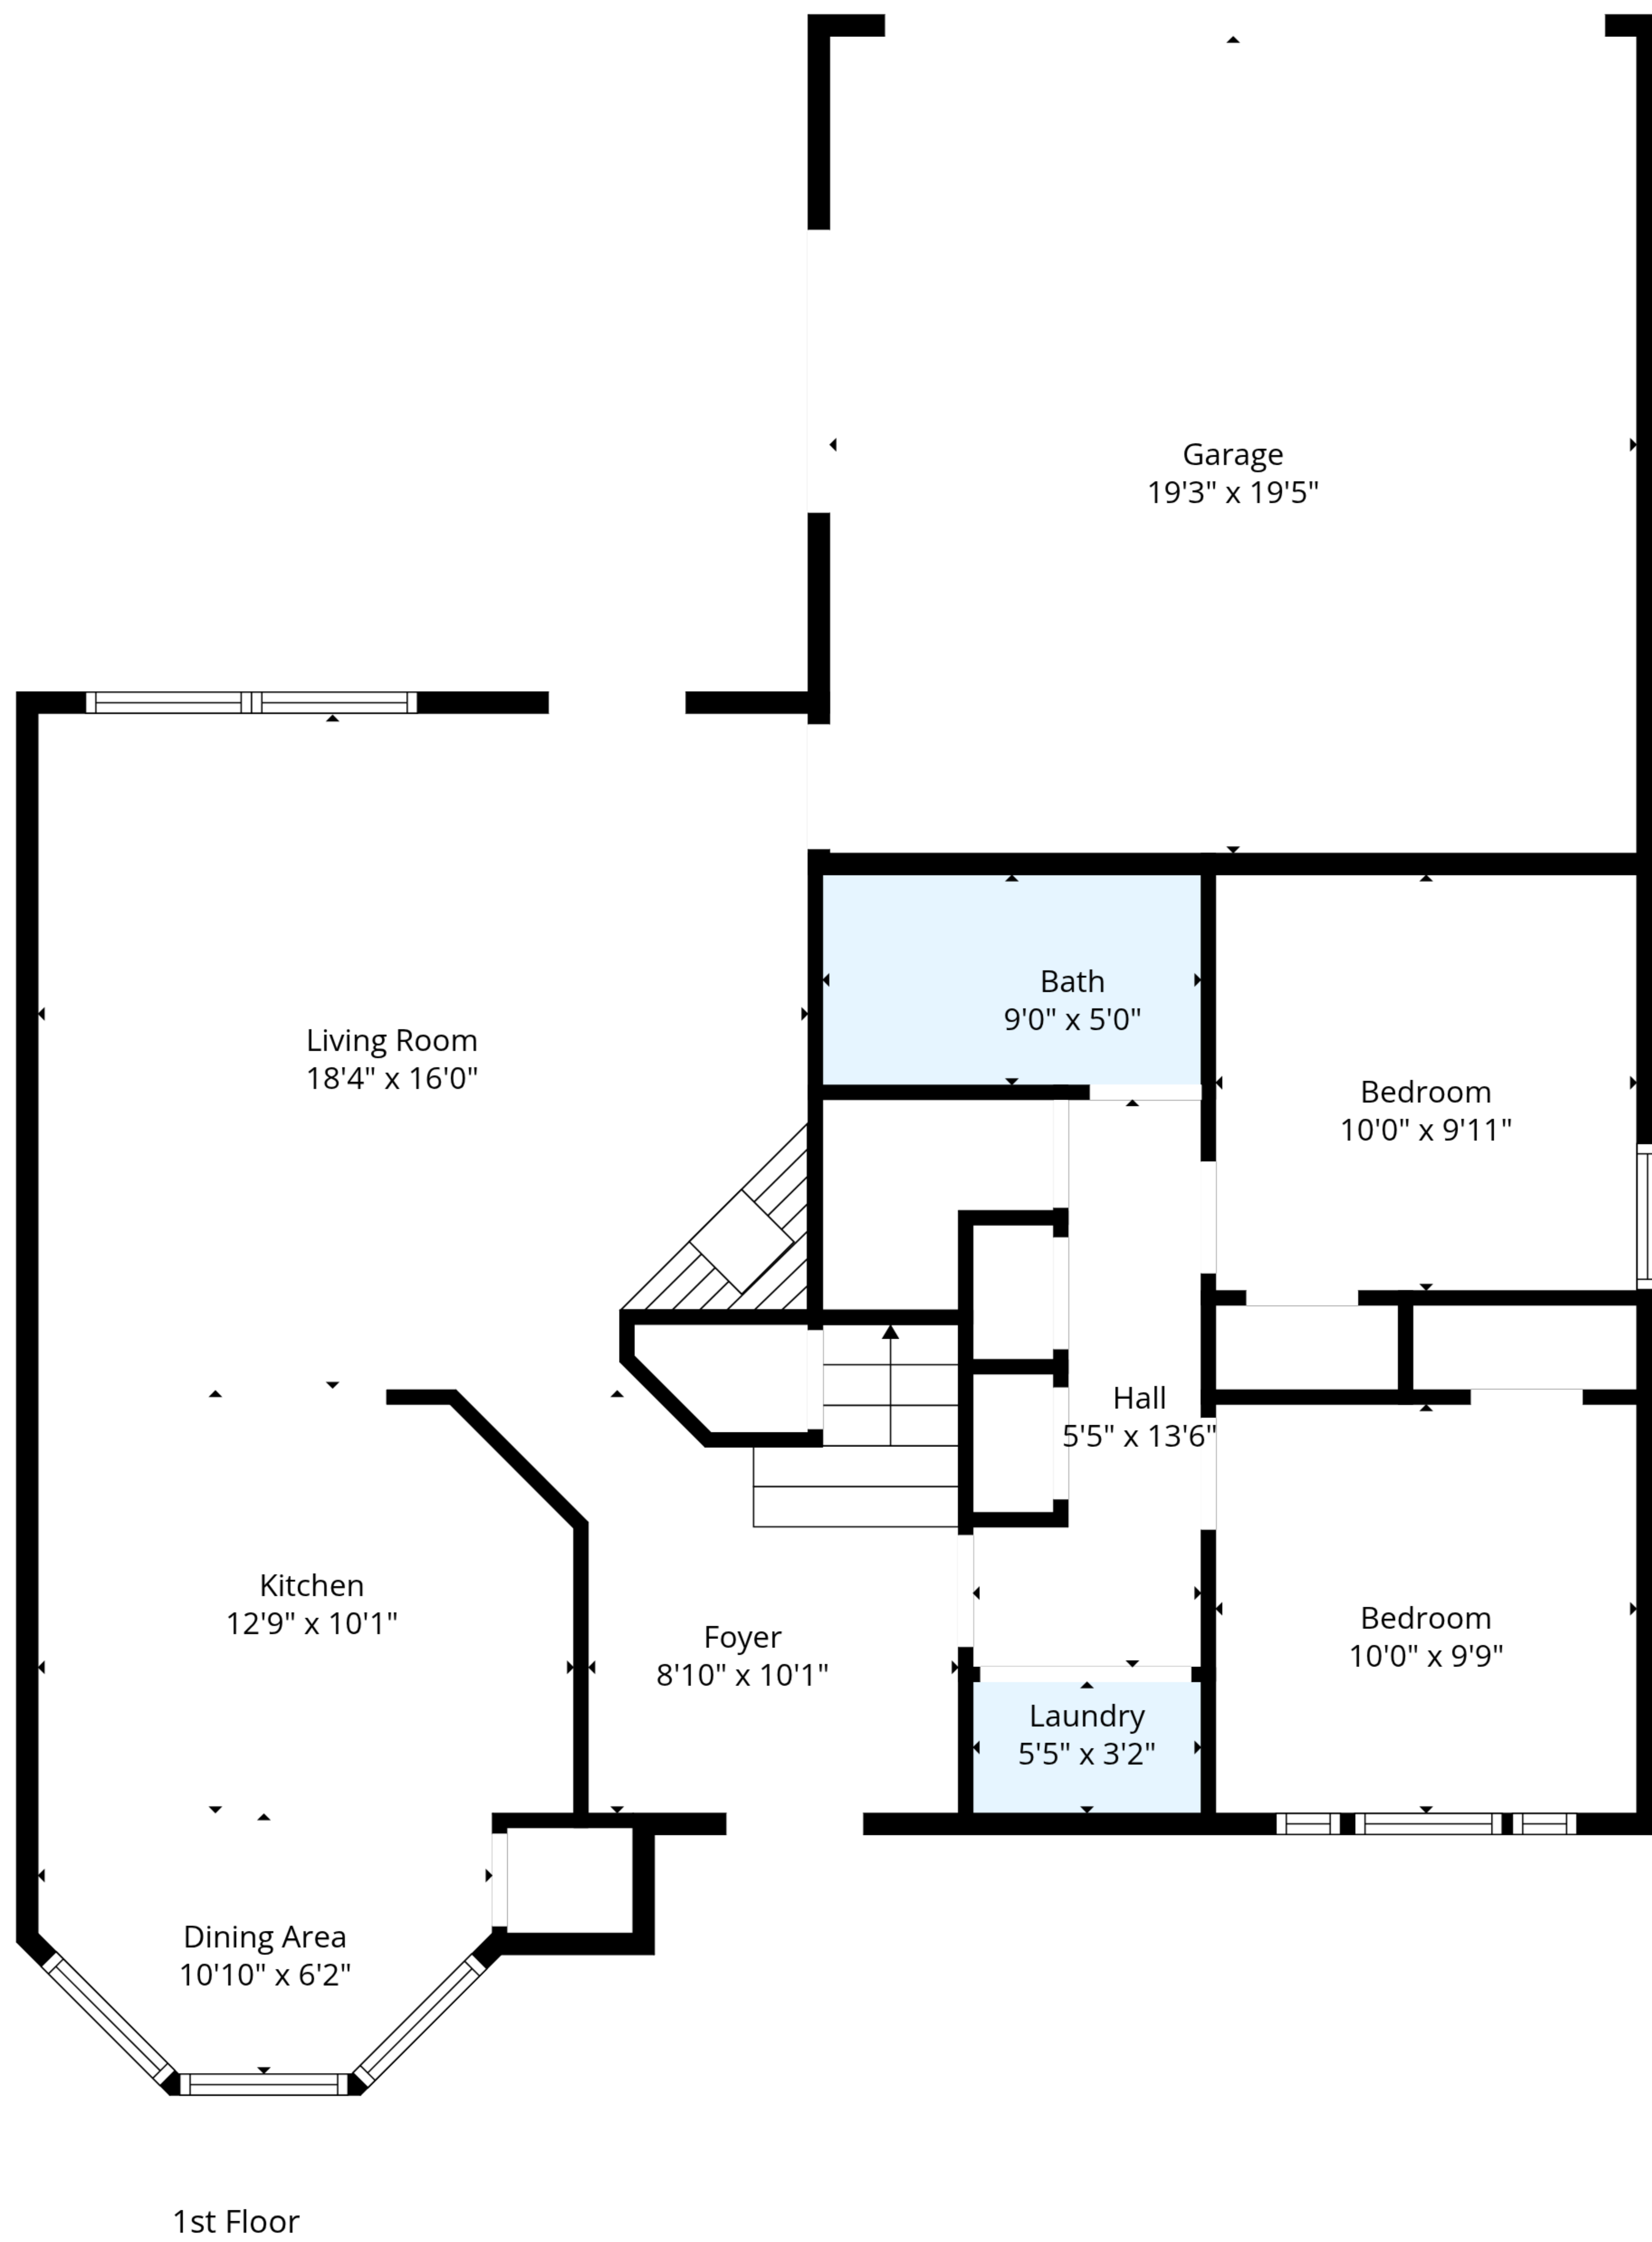 Garage
19'3" x 19'5"
Bath
9'0" x 5'0"
Living Room
18'4" x 16'0"
Bedroom
10'0" x 9'11"
Hall
5'5" x 13'6"
Kitchen
12'9" x 10'1"
Foyer
8'10" x 10'1"
Bedroom
10'0" x 9'9"
Laundry
5'5" x 3'2"
Dining Area
10'10" x 6'2"
1st Floor